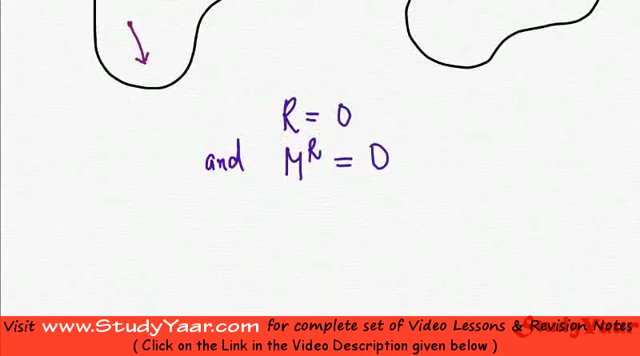 R = 0
and M^R = 0
Visit www.StudyYaar.com for complete set of Video Lessons & Revision Notes
( Click on the Link in the Video Description given below )
StudyYaar